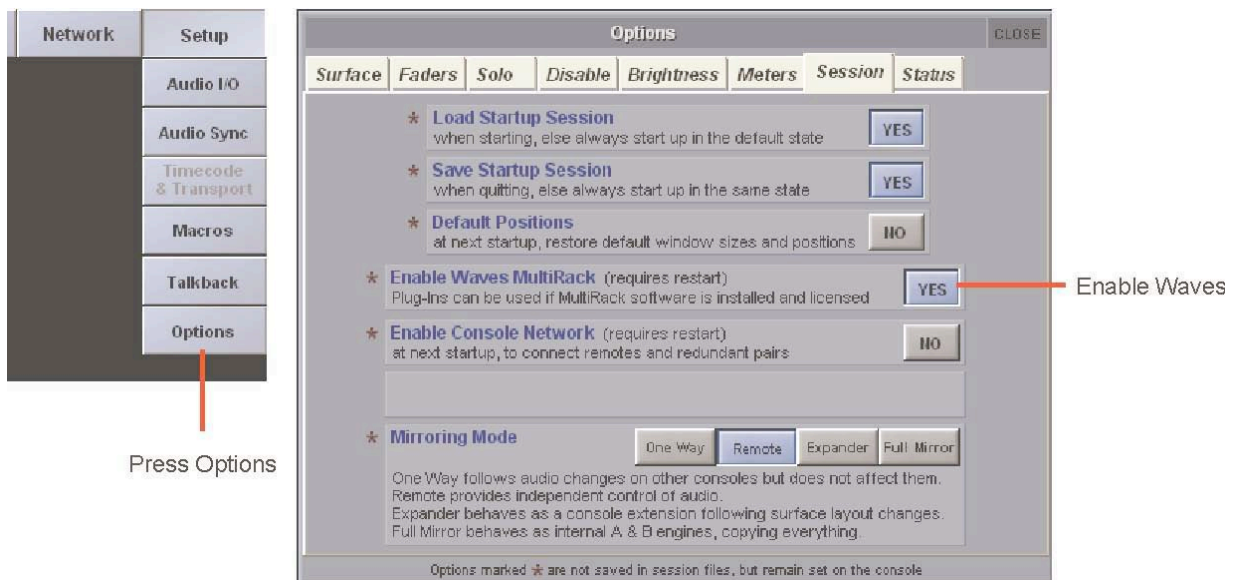 Network
Setup
Audio I/O
Audio Sync
Timecode
& Transport
Macros
Talkback
Options
Press Options
Options
CLOSE
Surface Faders Solo Disable Brightness Meters Session Status
* Load Startup Session
when starting, else always start up in the default state
YES
* Save Startup Session
when quitting, else always start up in the same state
YES
* Default Positions
at next startup, restore default window sizes and positions
NO
* Enable Waves MultiRack (requires restart)
Plug-Ins can be used if MultiRack software is installed and licensed
YES
Enable Waves
* Enable Console Network (requires restart)
at next startup, to connect remotes and redundant pairs
NO
* Mirroring Mode
One Way Remote Expander Full Mirror
One Way follows audio changes on other consoles but does not affect them.
Remote provides independent control of audio.
Expander behaves as a console extension following surface layout changes.
Full Mirror behaves as internal A & B engines, copying everything.
Options marked * are not saved in session files, but remain set on the console